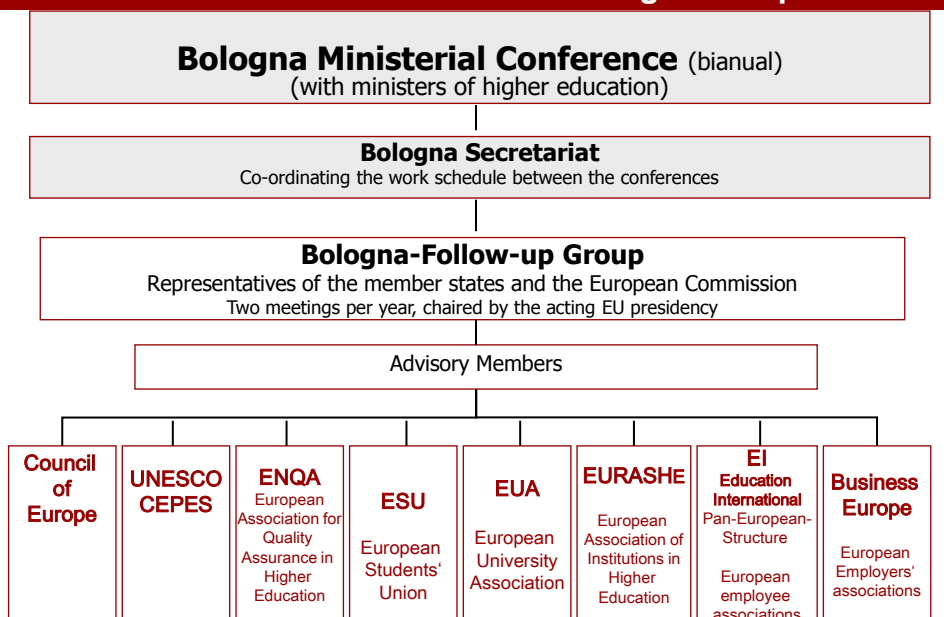 Bologna Ministerial Conference (bianual)
(with ministers of higher education)
Bologna Secretariat
Co-ordinating the work schedule between the conferences
Bologna-Follow-up Group
Representatives of the member states and the European Commission
Two meetings per year, chaired by the acting EU presidency
Advisory Members
Council
of
Europe
UNESCO
CEPES
ENQA
European
Association for
Quality
Assurance in
Higher
Education
ESU
European
Students‘
Union
EUA
European
University
Association
EURASHE
European
Association of
Institutions in
Higher
Education
EI
Education
International
Pan-European-
Structure
European
employee
associations
Business
Europe
European
Employers‘
associations